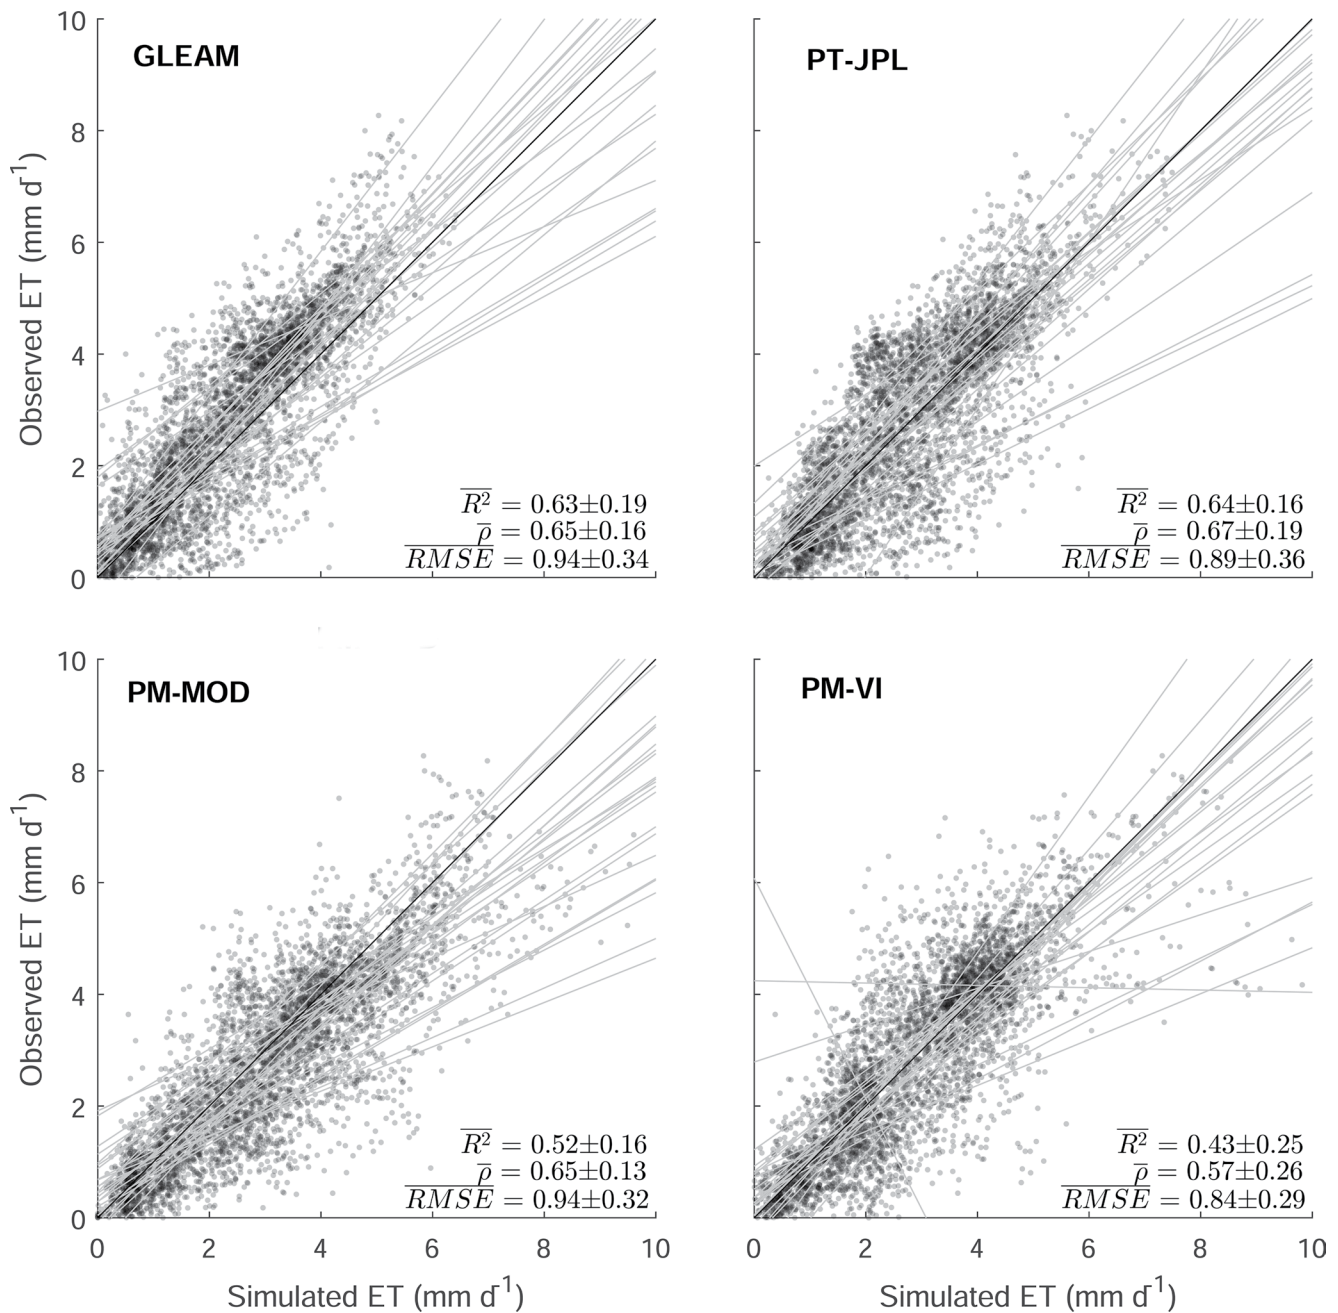 GLEAM
10
8
6
4
2
0
Observed ET (mm d⁻¹)
R² = 0.63±0.19
ρ = 0.65±0.16
RMSE = 0.94±0.34
PT-JPL
R² = 0.64±0.16
ρ = 0.67±0.19
RMSE = 0.89±0.36
PM-MOD
10
8
6
4
2
0
Observed ET (mm d⁻¹)
R² = 0.52±0.16
ρ = 0.65±0.13
RMSE = 0.94±0.32
0 2 4 6 8 10
Simulated ET (mm d⁻¹)
PM-VI
R² = 0.43±0.25
ρ = 0.57±0.26
RMSE = 0.84±0.29
0 2 4 6 8 10
Simulated ET (mm d⁻¹)